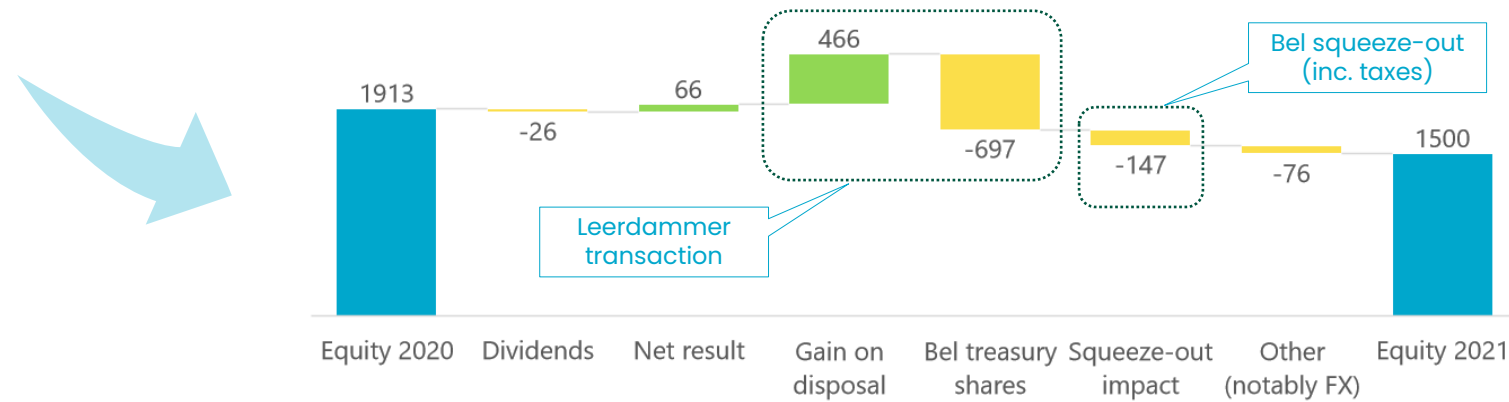 Bel squeeze-out
(inc. taxes)
466
1913
66
-26
-697
-147
-76
1500
Leerdammer
transaction
Equity 2020
Dividends
Net result
Gain on
disposal
Bel treasury
shares
Squeeze-out
impact
Other
(notably FX)
Equity 2021